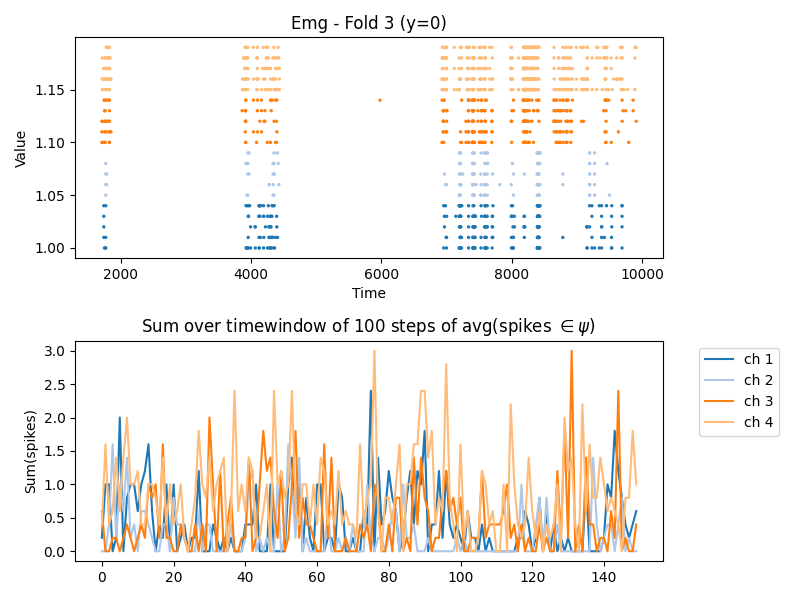 Emg - Fold 3 (y=0)
Value
1.15
1.10
1.05
1.00
2000 4000 6000 8000 10000
Time
Sum over timewindow of 100 steps of avg(spikes ∈ψ)
Sum(spikes)
3.0
2.5
2.0
1.5
1.0
0.5
0.0
0 20 40 60 80 100 120 140
ch 1
ch 2
ch 3
ch 4